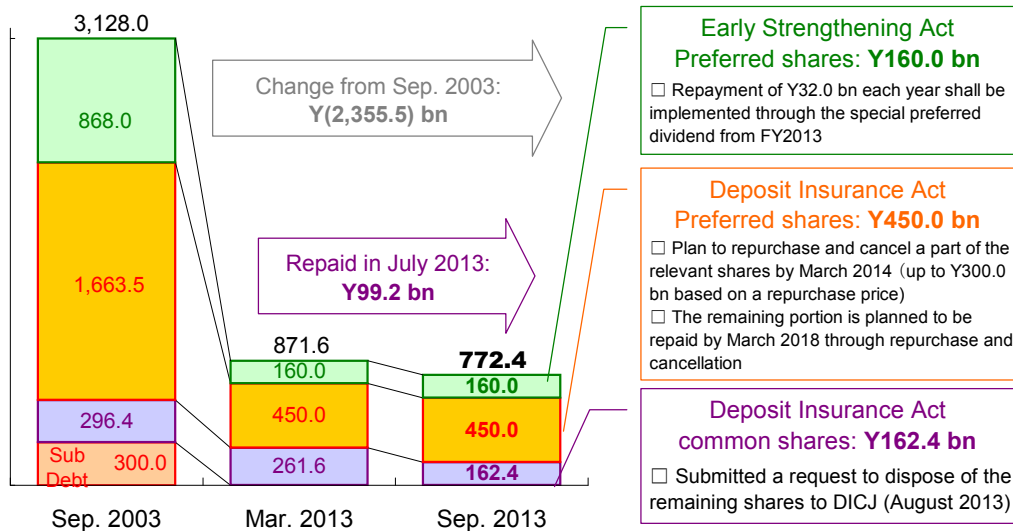 3,128.0
868.0
1,663.5
296.4
Sub
Debt
300.0
Sep. 2003
Change from Sep. 2003:
Y(2,355.5) bn
Repaid in July 2013:
Y99.2 bn
871.6
160.0
450.0
261.6
Mar. 2013
772.4
160.0
450.0
162.4
Sep. 2013
Early Strengthening Act
Preferred shares: Y160.0 bn
□ Repayment of Y32.0 bn each year shall be
implemented through the special preferred
dividend from FY2013
Deposit Insurance Act
Preferred shares: Y450.0 bn
□ Plan to repurchase and cancel a part of the
relevant shares by March 2014（up to Y300.0
bn based on a repurchase price)
□ The remaining portion is planned to be
repaid by March 2018 through repurchase and
cancellation
Deposit Insurance Act
common shares: Y162.4 bn
□ Submitted a request to dispose of the
remaining shares to DICJ (August 2013)